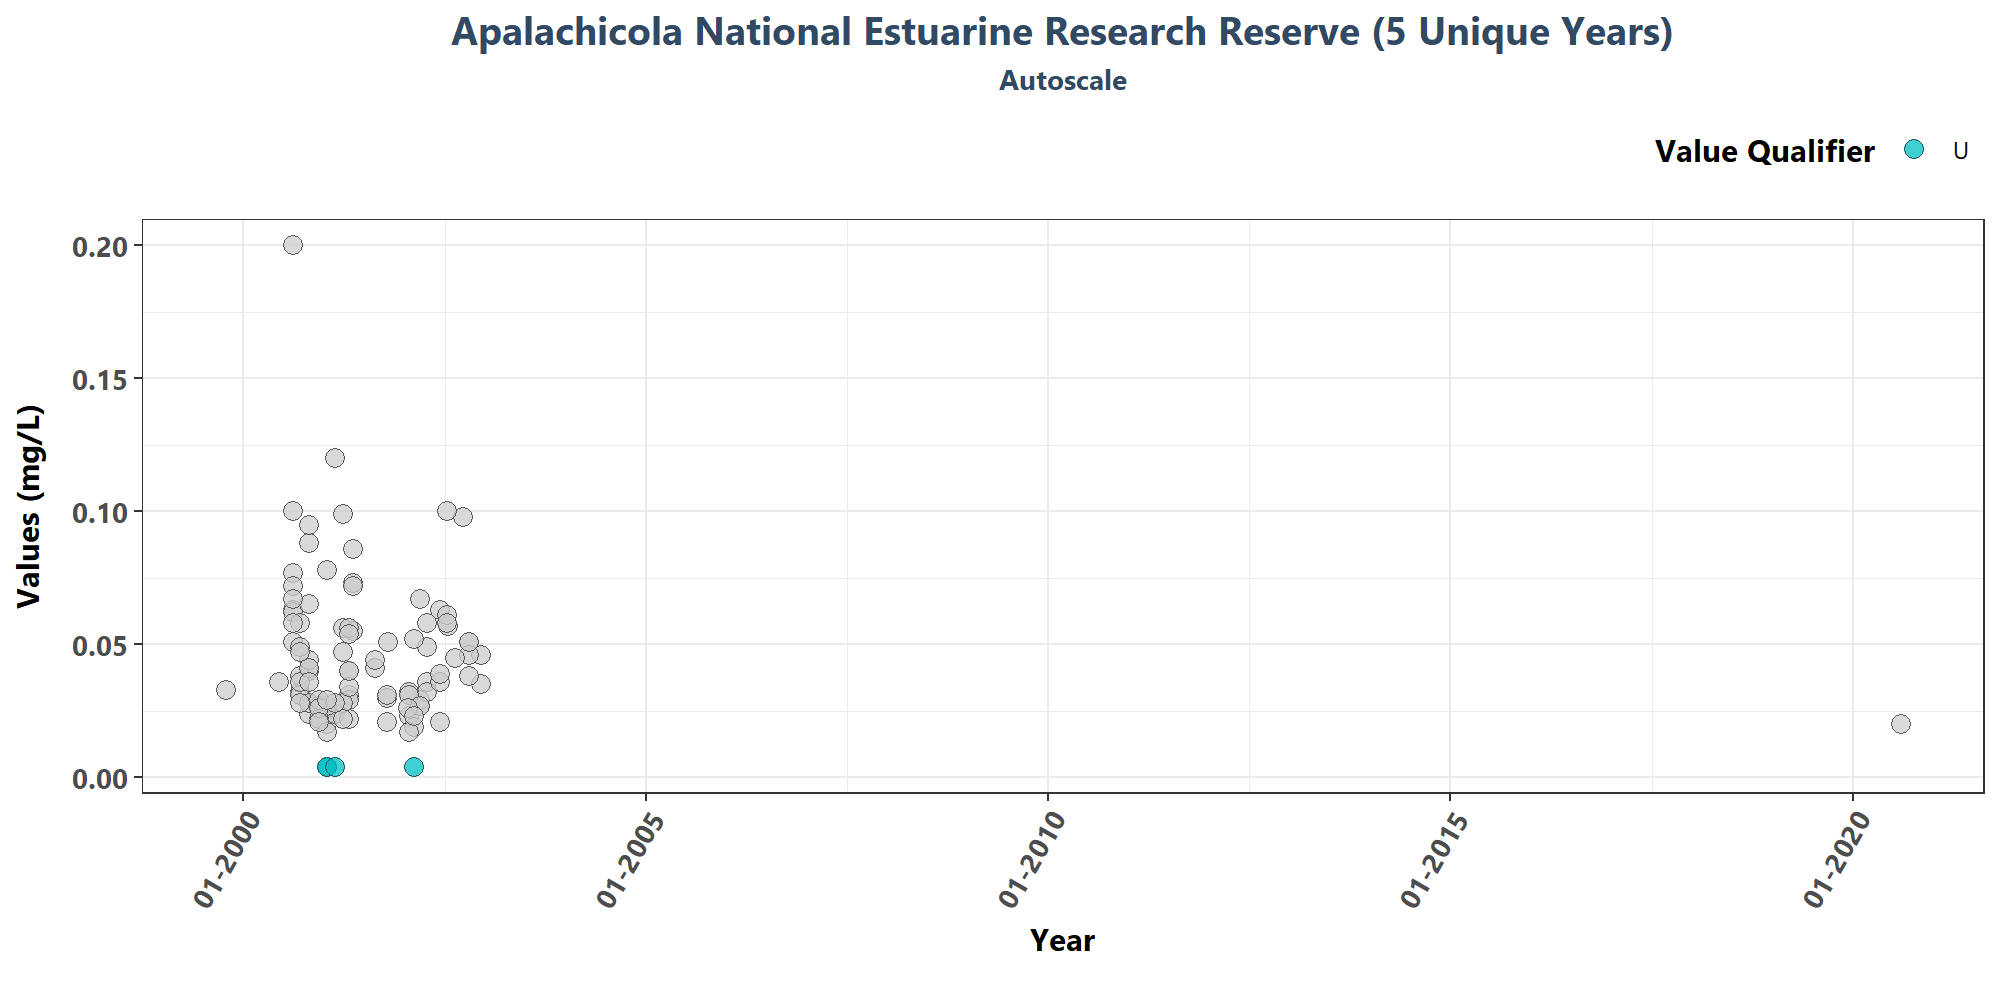 Apalachicola National Estuarine Research Reserve (5 Unique Years)
Autoscale
Value Qualifier U
Values (mg/L)
0.20
0.15
0.10
0.05
0.00
01-2000
01-2005
01-2010
01-2015
01-2020
Year